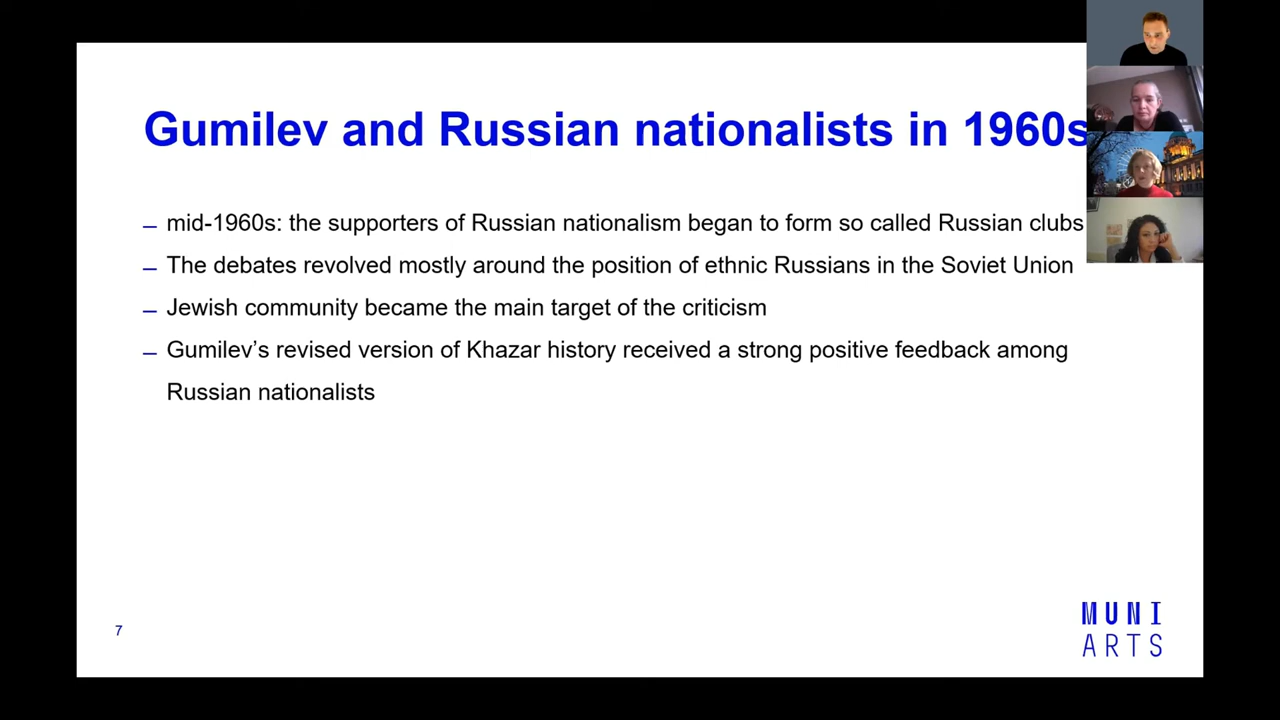 Gumilev and Russian nationalists in 1960s
– mid-1960s: the supporters of Russian nationalism began to form so called Russian clubs
– The debates revolved mostly around the position of ethnic Russians in the Soviet Union
– Jewish community became the main target of the criticism
– Gumilev’s revised version of Khazar history received a strong positive feedback among
Russian nationalists
7
MUNI
ARTS